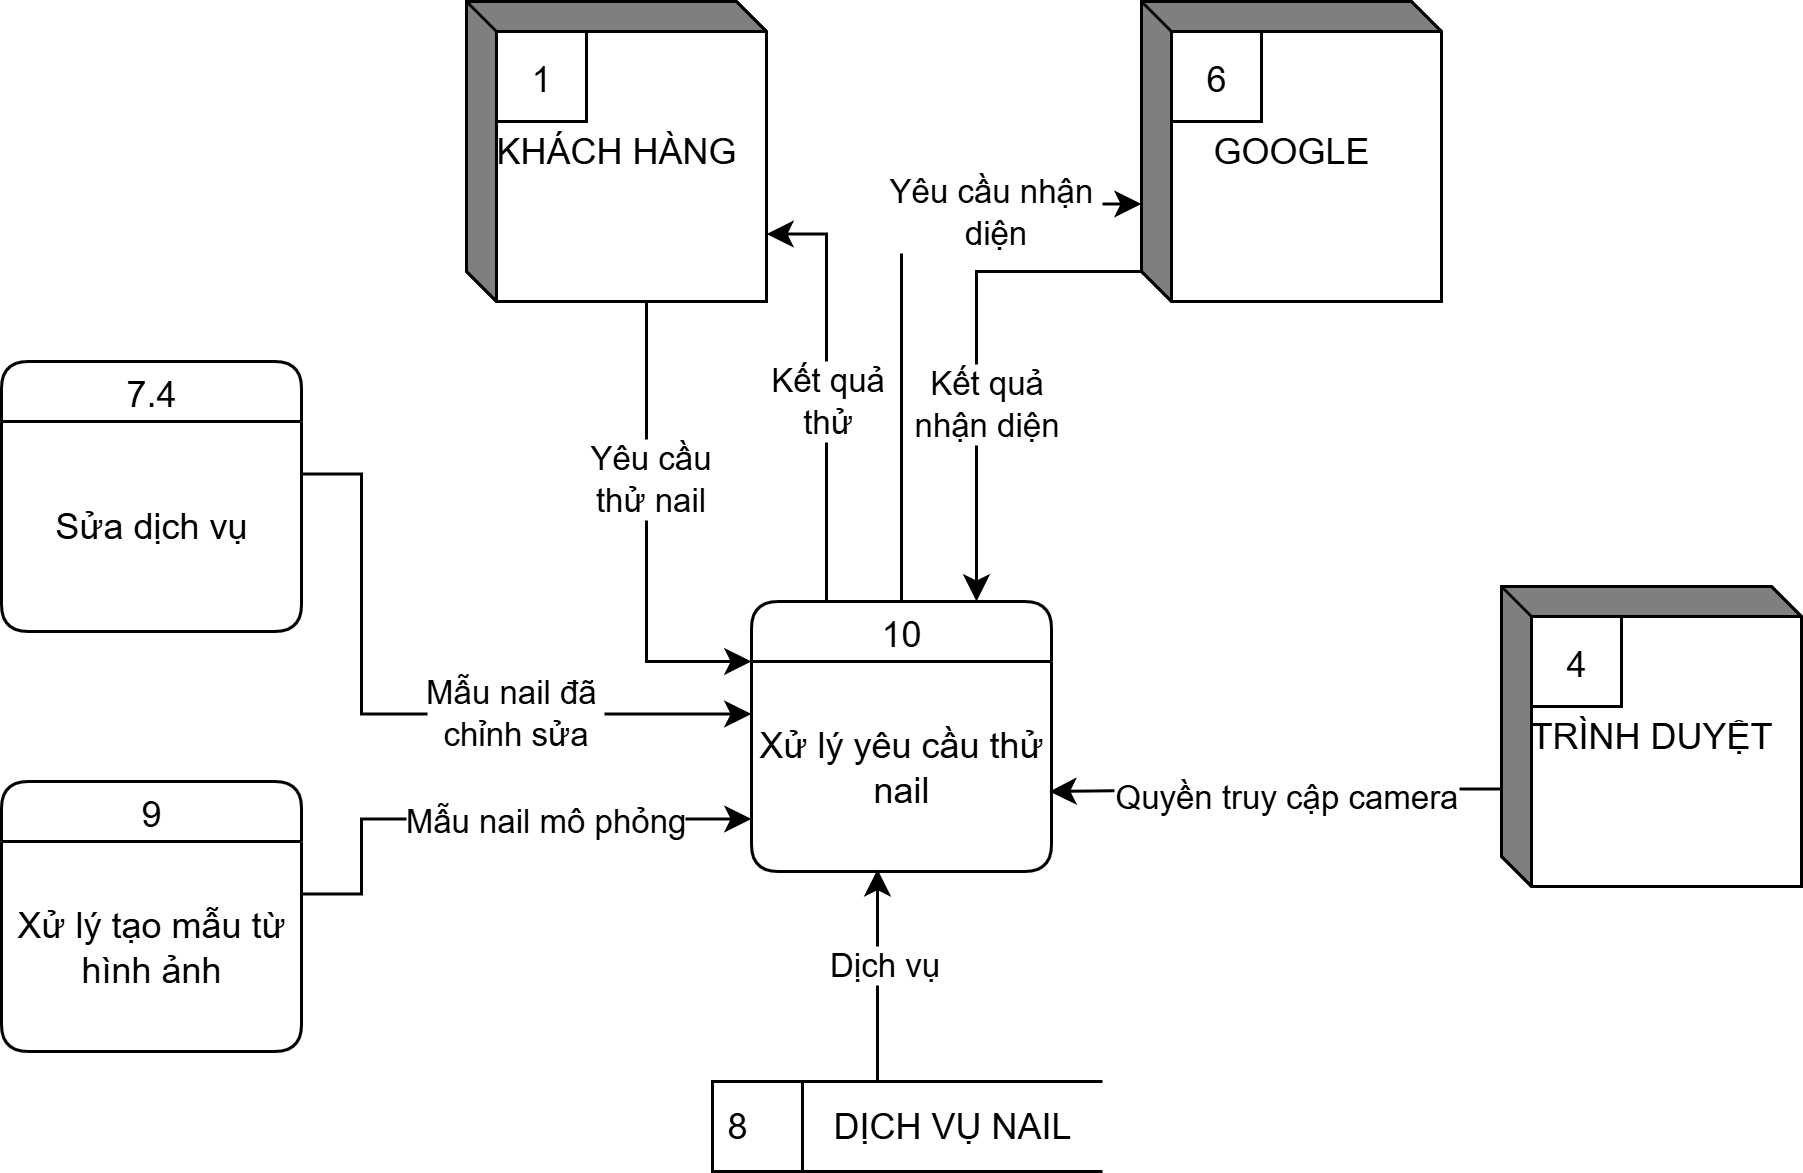 1
KHÁCH HÀNG
6
GOOGLE
Yêu cầu nhận
diện
7.4
Sửa dịch vụ
Kết quả
thử
Kết quả
nhận diện
Yêu cầu
thử nail
10
Xử lý yêu cầu thử
nail
4
TRÌNH DUYỆT
Mẫu nail đã
chỉnh sửa
Quyền truy cập camera
9
Xử lý tạo mẫu từ
hình ảnh
Mẫu nail mô phỏng
Dịch vụ
8
DỊCH VỤ NAIL